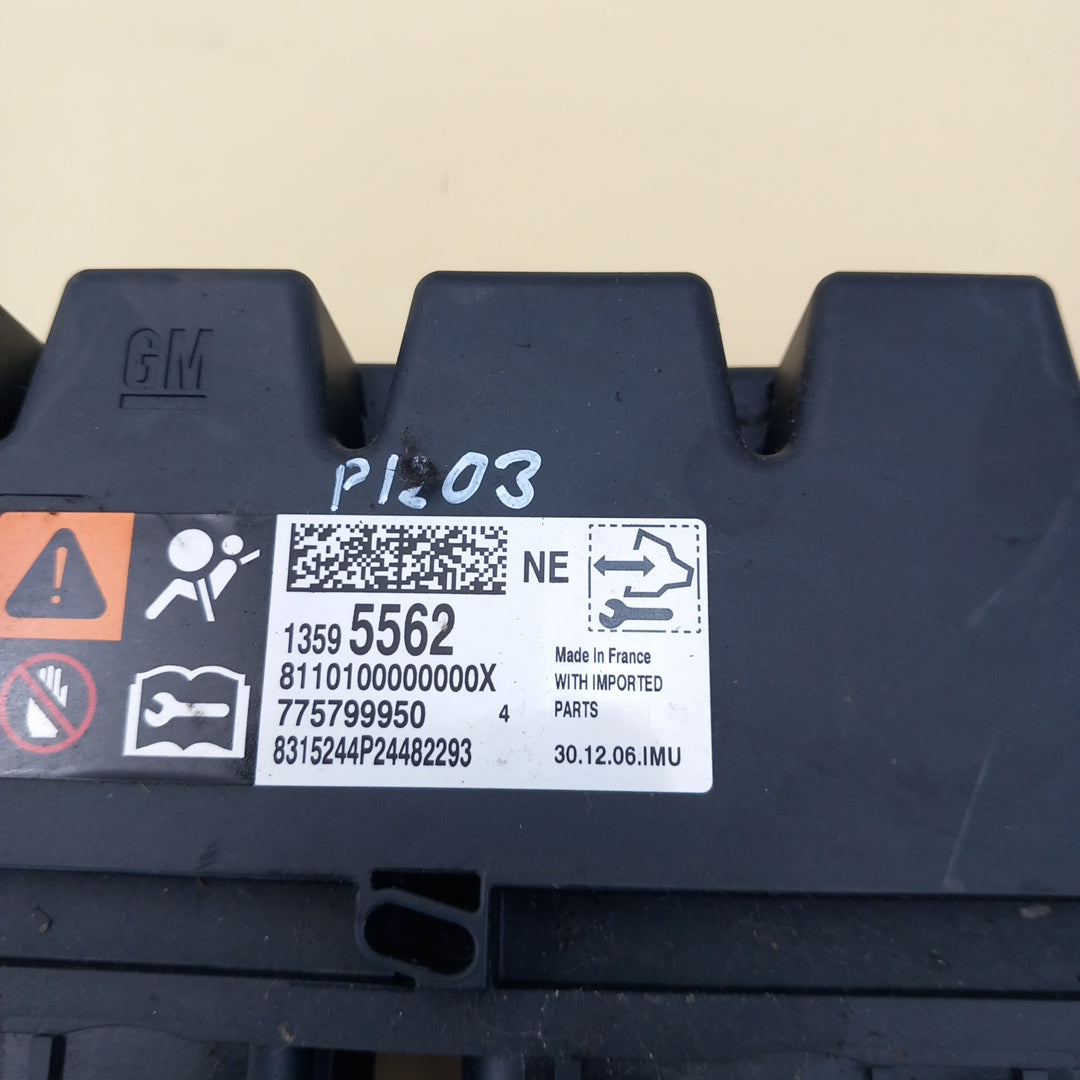 GM
P1203
NE
1359 5562
8110100000000X
775799950 4
8315244P24482293
Made In France
WITH IMPORTED
PARTS
30.12.06.IMU